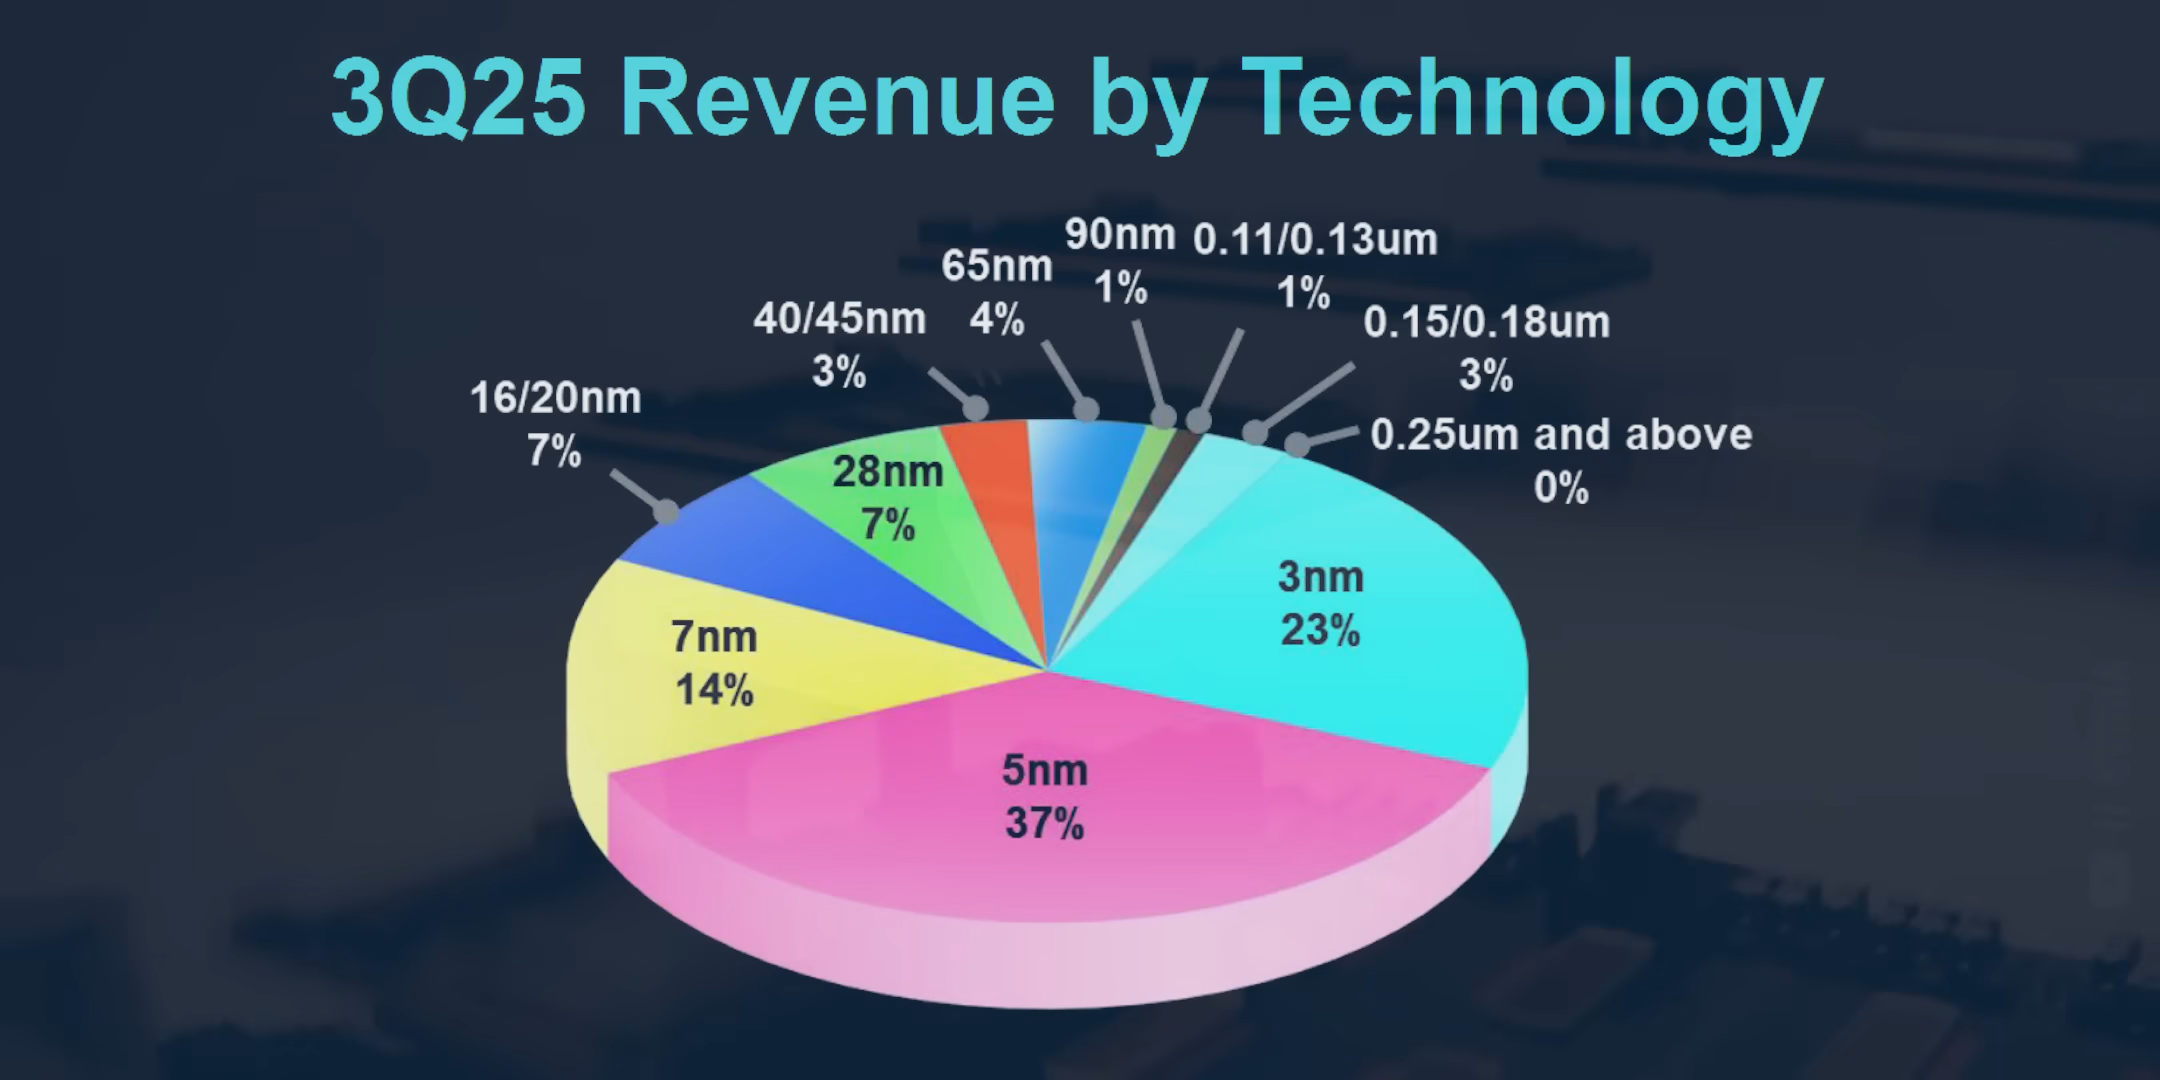 3Q25 Revenue by Technology
90nm
1%
0.11/0.13um
1%
65nm
4%
40/45nm
3%
0.15/0.18um
3%
16/20nm
7%
0.25um and above
0%
28nm
7%
3nm
23%
7nm
14%
5nm
37%